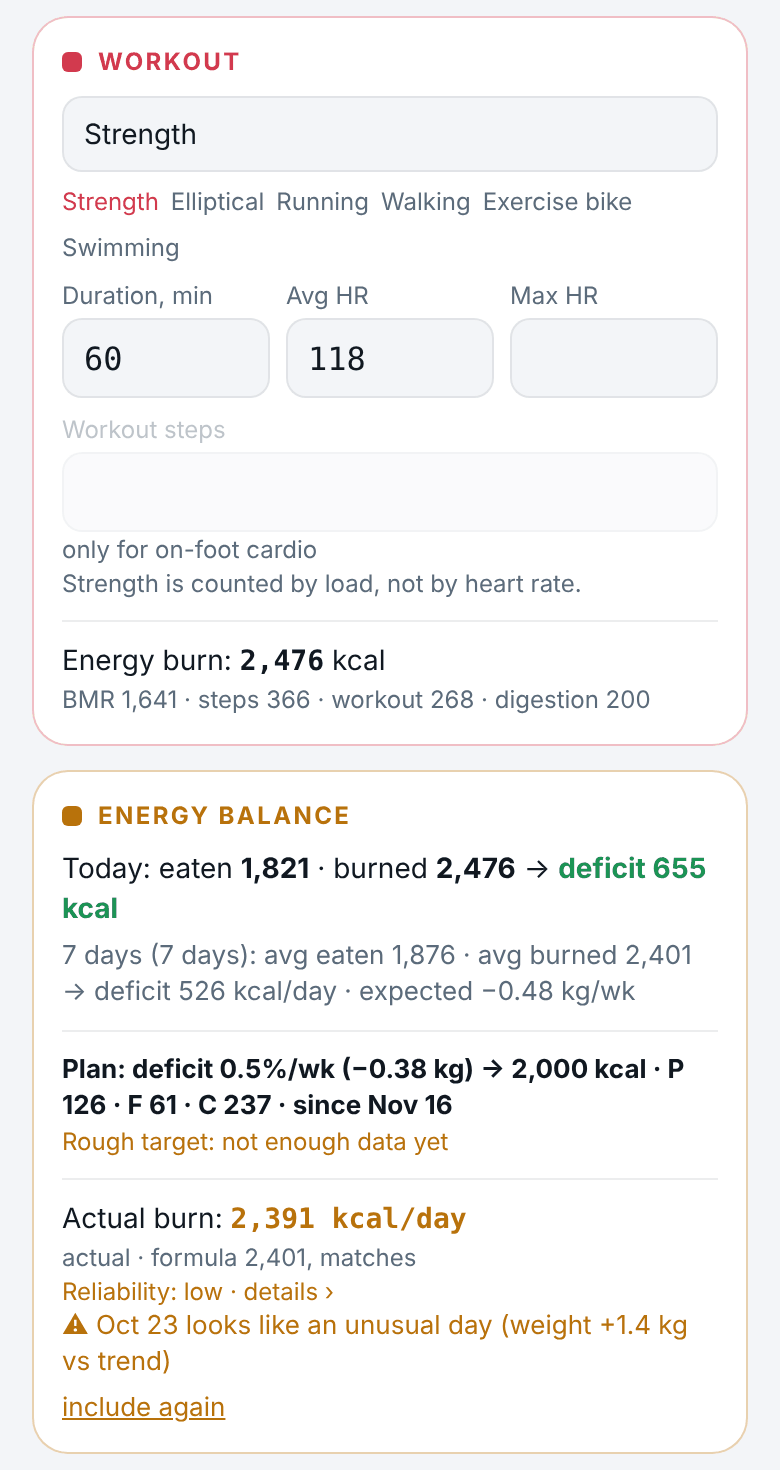 WORKOUT
Strength
Strength Elliptical Running Walking Exercise bike
Swimming
Duration, min Avg HR Max HR
60 118
Workout steps
only for on-foot cardio
Strength is counted by load, not by heart rate.
Energy burn: 2,476 kcal
BMR 1,641 · steps 366 · workout 268 · digestion 200
ENERGY BALANCE
Today: eaten 1,821 · burned 2,476 → deficit 655
kcal
7 days (7 days): avg eaten 1,876 · avg burned 2,401
→ deficit 526 kcal/day · expected −0.48 kg/wk
Plan: deficit 0.5%/wk (−0.38 kg) → 2,000 kcal · P
126 · F 61 · C 237 · since Nov 16
Rough target: not enough data yet
Actual burn: 2,391 kcal/day
actual · formula 2,401, matches
Reliability: low · details ›
⚠ Oct 23 looks like an unusual day (weight +1.4 kg
vs trend)
include again